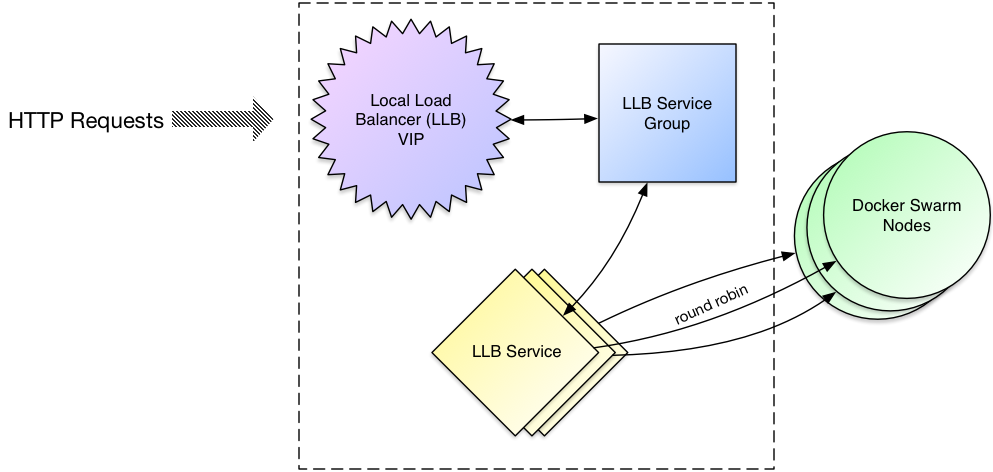 HTTP Requests
Local Load
Balancer (LLB)
VIP
LLB Service
Group
Docker Swarm
Nodes
round robin
LLB Service